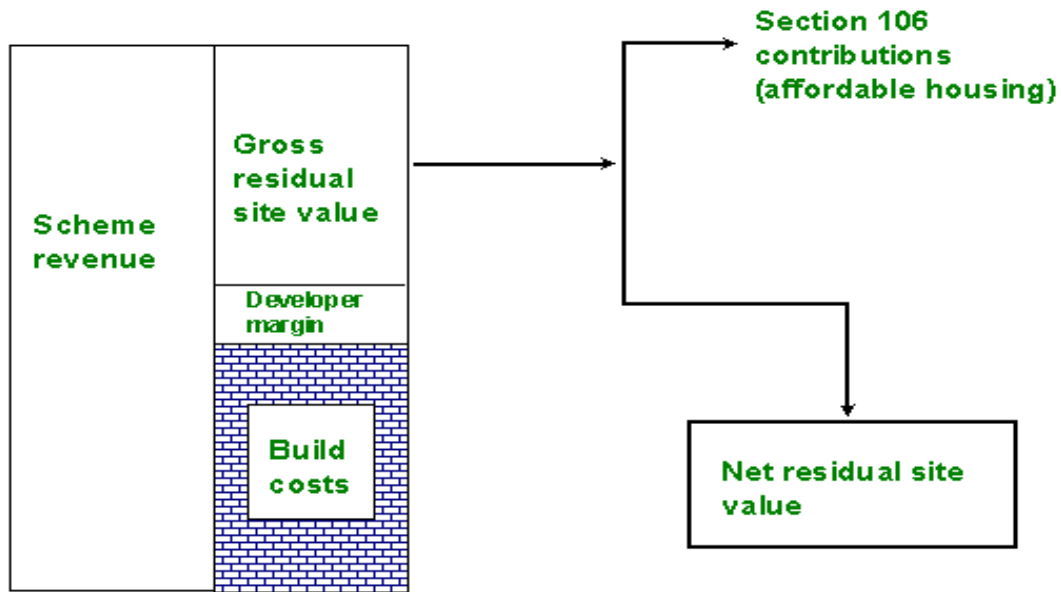 Section 106
contributions
(affordable housing)
Gross
residual
site value
Scheme
revenue
Developer
margin
Build
costs
Net residual site
value